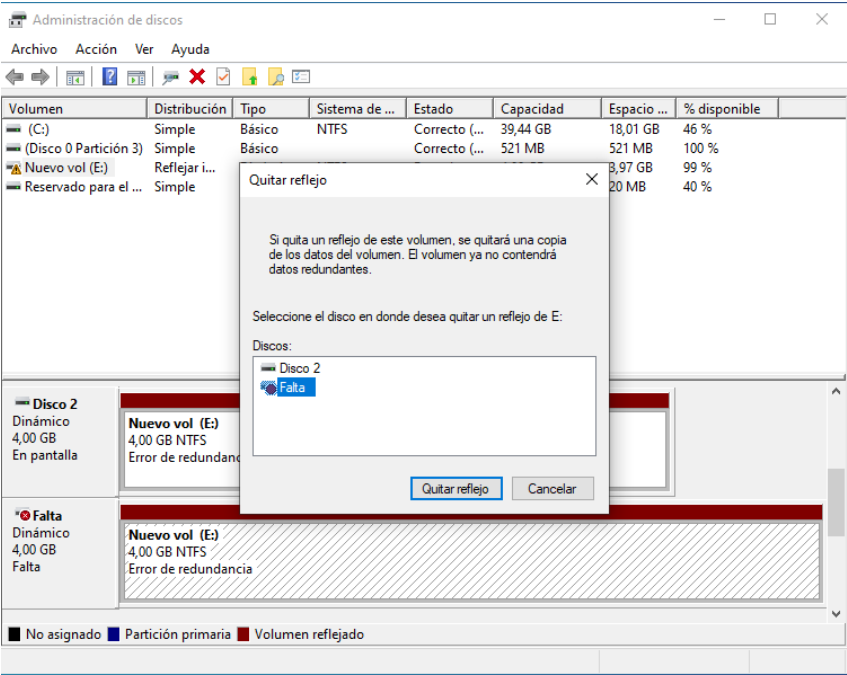 Administración de discos
Archivo Acción Ver Ayuda
Volumen Distribución Tipo Sistema de ... Estado Capacidad Espacio ... % disponible
(C:) Simple Básico NTFS Correcto (... 39,44 GB 18,01 GB 46 %
(Disco 0 Partición 3) Simple Básico Correcto (... 521 MB 521 MB 100 %
Nuevo vol (E:) Reflejar i... 3,97 GB 99 %
Reservado para el ... Simple 20 MB 40 %
Quitar reflejo
Si quita un reflejo de este volumen, se quitará una copia
de los datos del volumen. El volumen ya no contendrá
datos redundantes.
Seleccione el disco en donde desea quitar un reflejo de E:
Discos:
Disco 2
Falta
Quitar reflejo Cancelar
Disco 2
Dinámico
4,00 GB
En pantalla
Nuevo vol (E:)
4,00 GB NTFS
Error de redundanc
Falta
Dinámico
4,00 GB
Falta
Nuevo vol (E:)
4,00 GB NTFS
Error de redundancia
No asignado Partición primaria Volumen reflejado